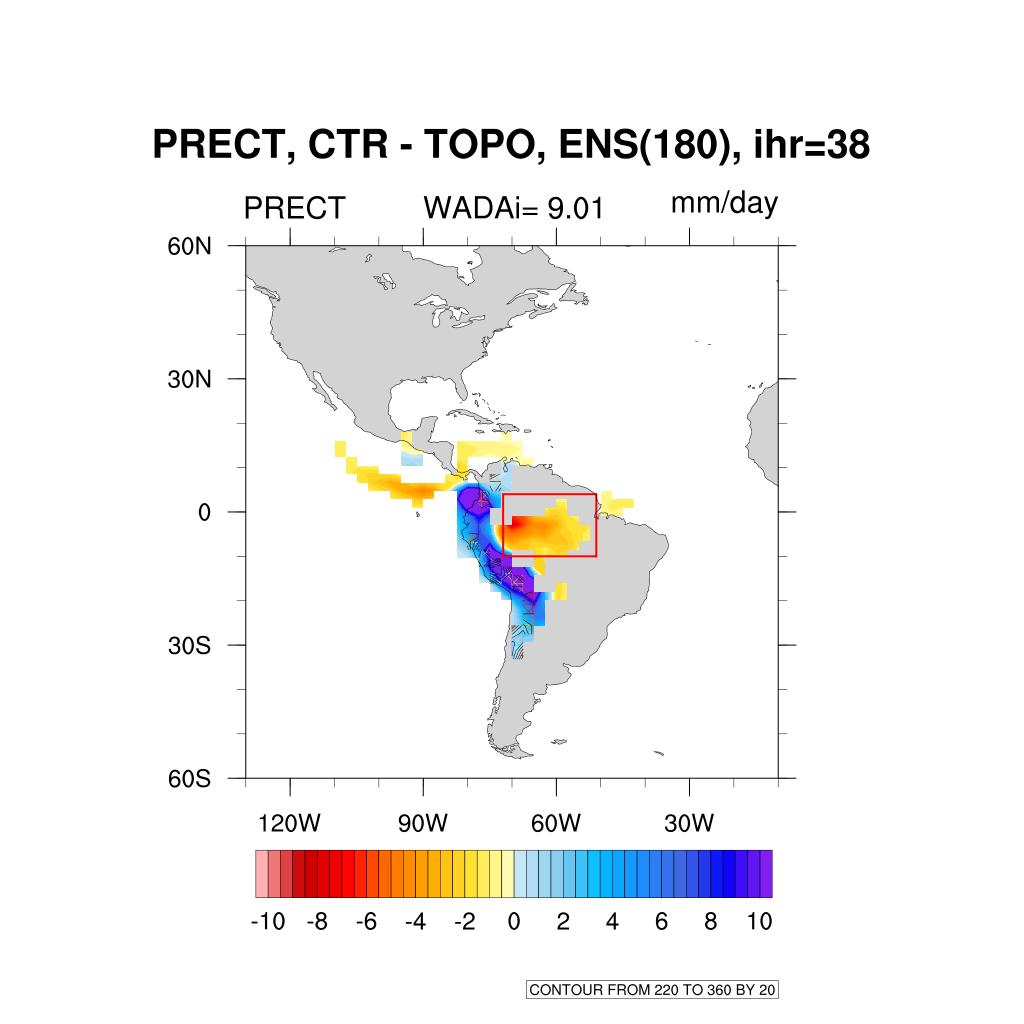 PRECT, CTR - TOPO, ENS(180), ihr=38
PRECT WADAi= 9.01 mm/day
60N
30N
0
30S
60S
120W 90W 60W 30W
-10 -8 -6 -4 -2 0 2 4 6 8 10
CONTOUR FROM 220 TO 360 BY 20